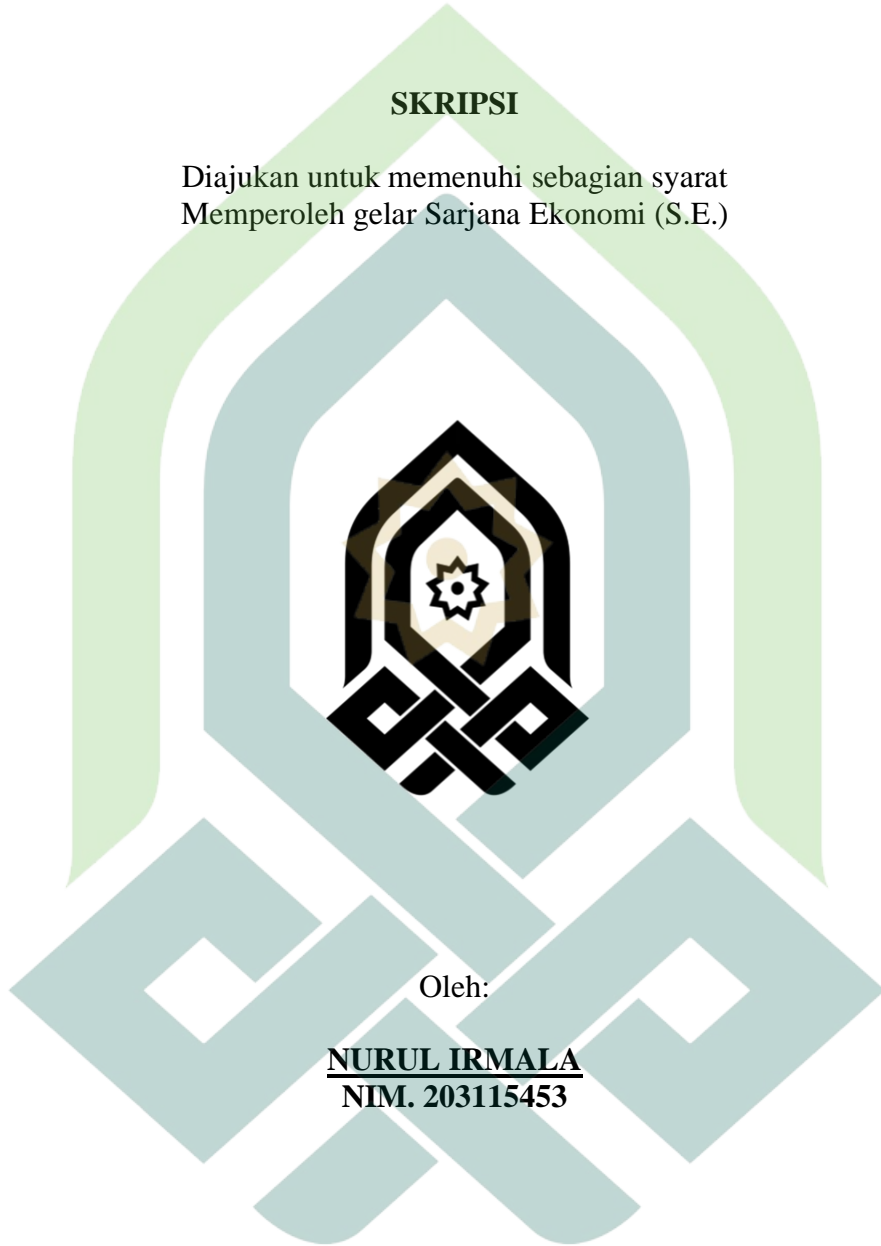 SKRIPSI
Diajukan untuk memenuhi sebagian syarat
Memperoleh gelar Sarjana Ekonomi (S.E.)
Oleh:
NURUL IRMALA
NIM. 203115453